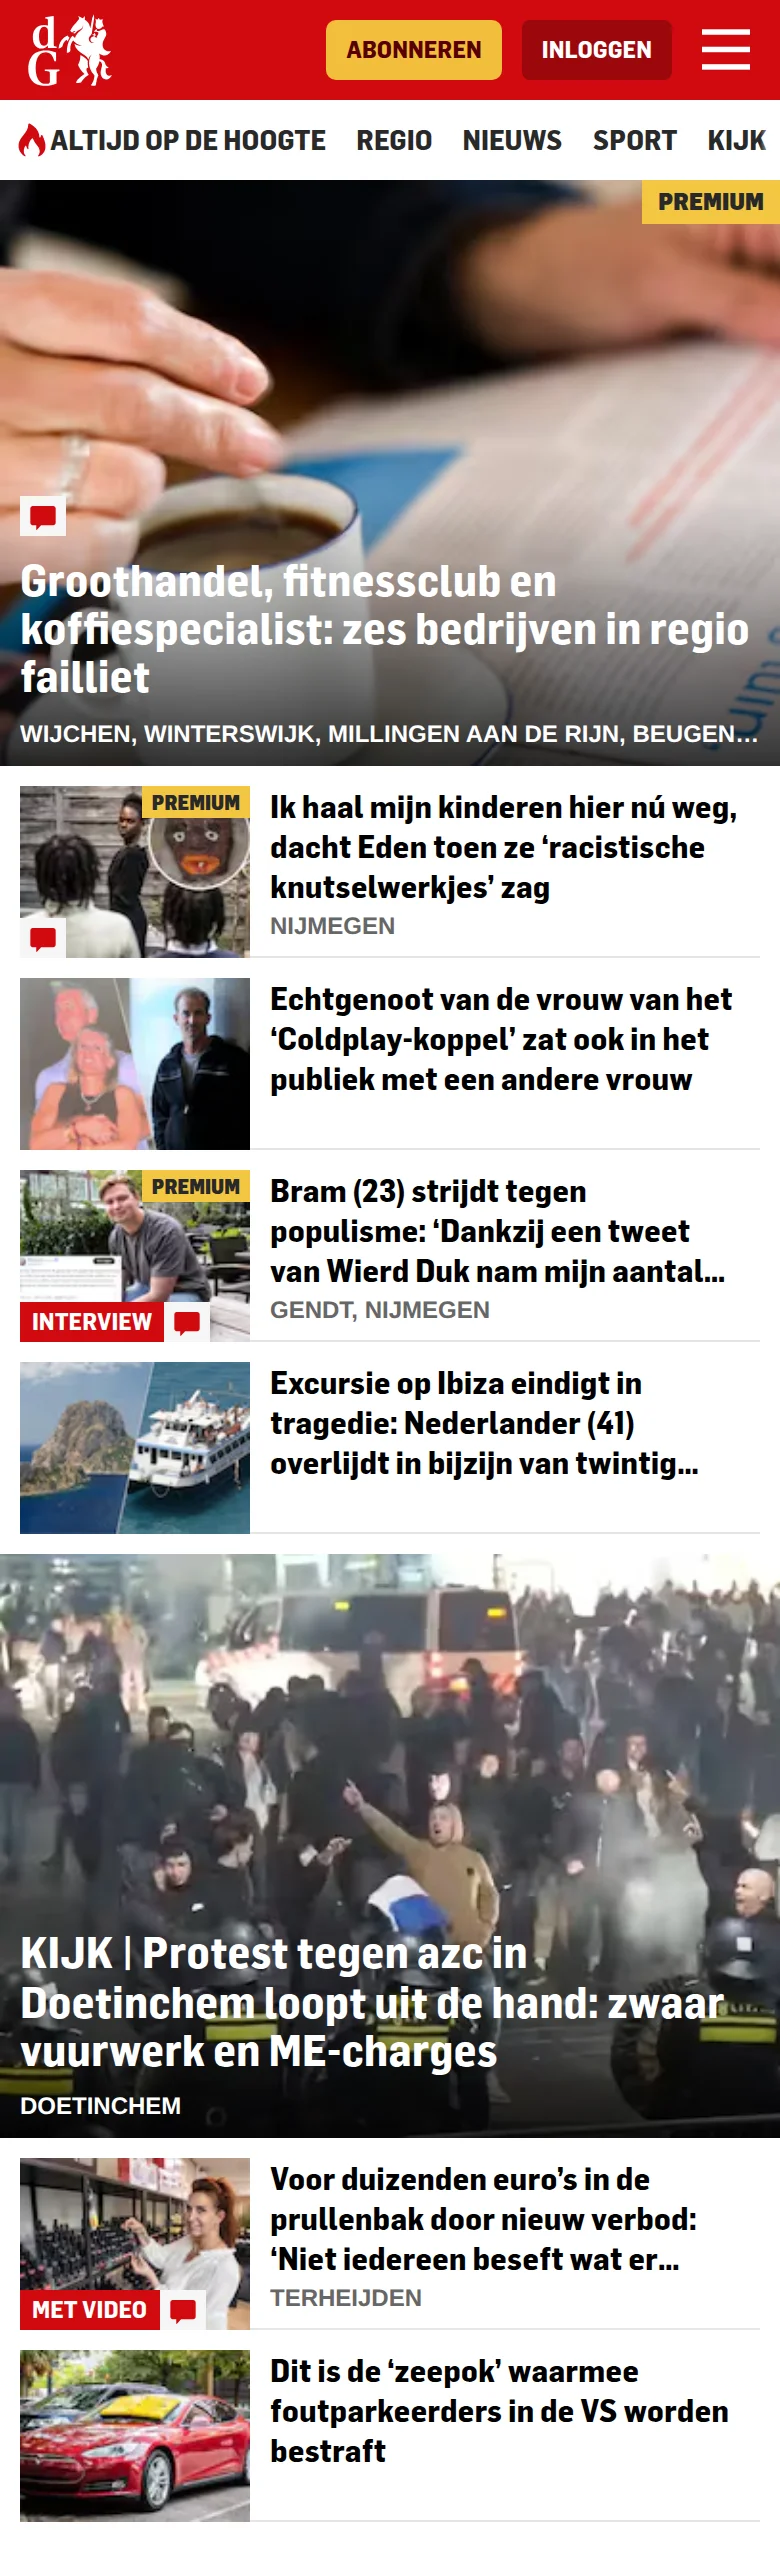 dG
ABONNEREN
INLOGGEN
ALTIJD OP DE HOOGTE
REGIO
NIEUWS
SPORT
KIJK
PREMIUM
Groothandel, fitnessclub en
koffiespecialist: zes bedrijven in regio
failliet
WIJCHEN, WINTERSWIJK, MILLINGEN AAN DE RIJN, BEUGEN…
PREMIUM
Ik haal mijn kinderen hier nú weg,
dacht Eden toen ze ‘racistische
knutselwerkjes’ zag
NIJMEGEN
Echtgenoot van de vrouw van het
‘Coldplay-koppel’ zat ook in het
publiek met een andere vrouw
PREMIUM
INTERVIEW
Bram (23) strijdt tegen
populisme: ‘Dankzij een tweet
van Wierd Duk nam mijn aantal…
GENDT, NIJMEGEN
Excursie op Ibiza eindigt in
tragedie: Nederlander (41)
overlijdt in bijzijn van twintig…
KIJK | Protest tegen azc in
Doetinchem loopt uit de hand: zwaar
vuurwerk en ME-charges
DOETINCHEM
MET VIDEO
Voor duizenden euro’s in de
prullenbak door nieuw verbod:
‘Niet iedereen beseft wat er…
TERHEIJDEN
Dit is de ‘zeepok’ waarmee
foutparkeerders in de VS worden
bestraft